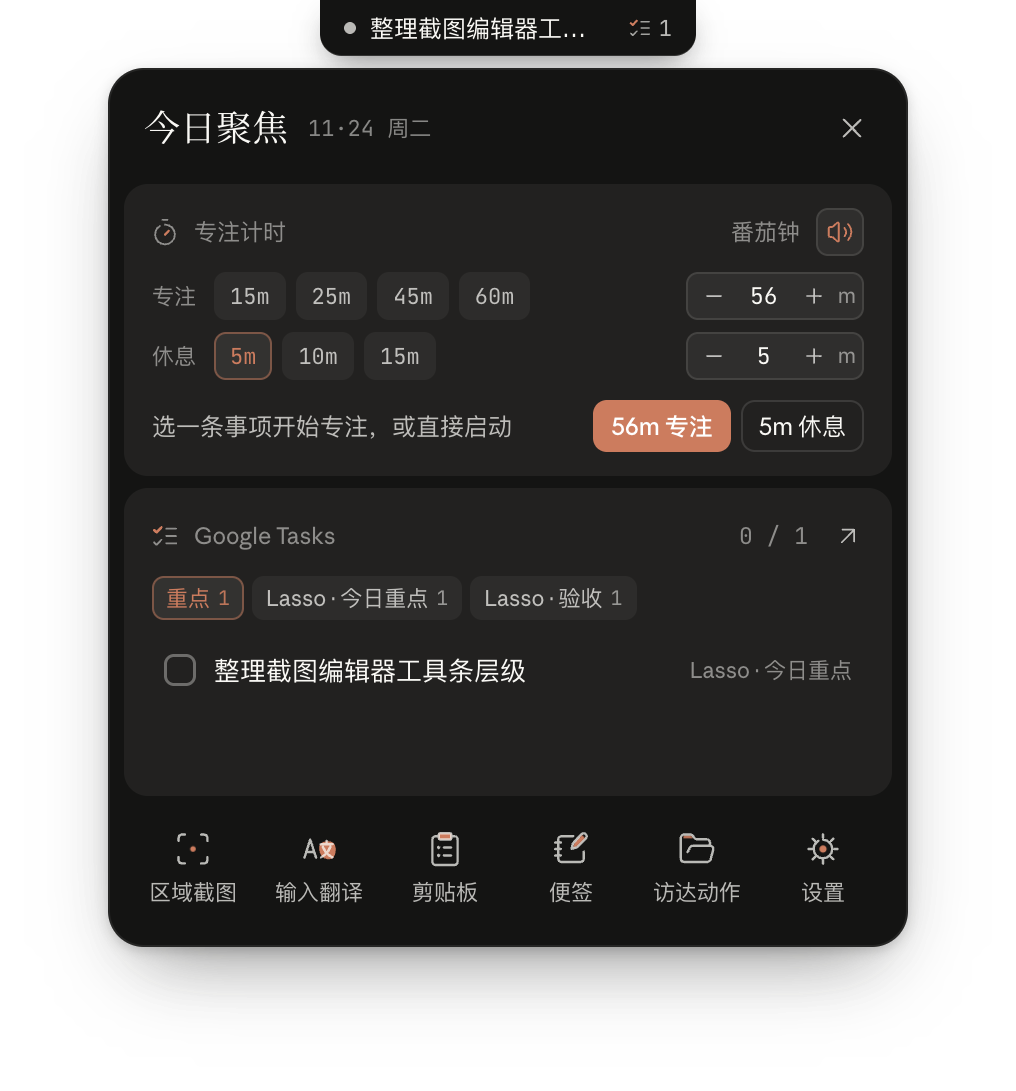 整理截图编辑器工... 1
今日聚焦 11·24 周二
专注计时 番茄钟
专注 15m 25m 45m 60m − 56 + m
休息 5m 10m 15m − 5 + m
选一条事项开始专注，或直接启动 56m 专注 5m 休息
Google Tasks 0 / 1
重点 1 Lasso · 今日重点 1 Lasso · 验收 1
整理截图编辑器工具条层级 Lasso · 今日重点
区域截图 输入翻译 剪贴板 便签 访达动作 设置